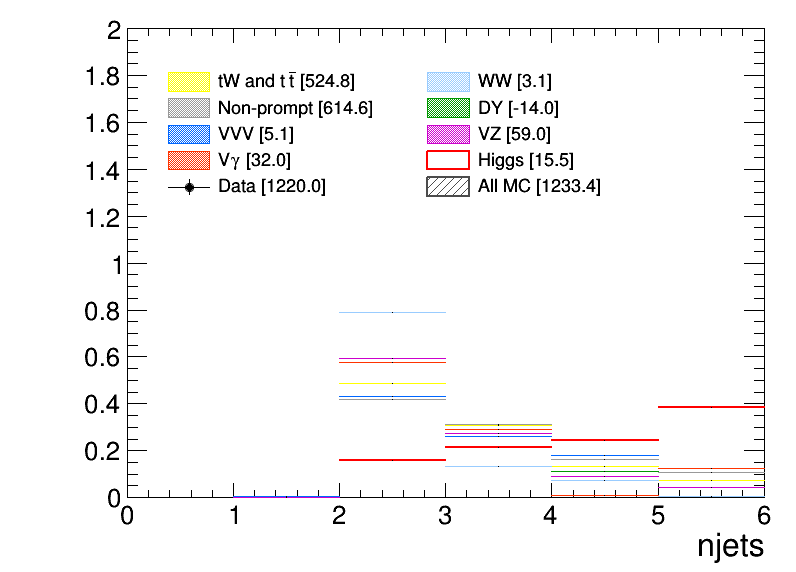 2
1.8
1.6
1.4
1.2
1
0.8
0.6
0.4
0.2
0
tW and t t̄ [524.8]
WW [3.1]
Non-prompt [614.6]
DY [-14.0]
VVV [5.1]
VZ [59.0]
Vγ [32.0]
Higgs [15.5]
Data [1220.0]
All MC [1233.4]
0 1 2 3 4 5 6
njets